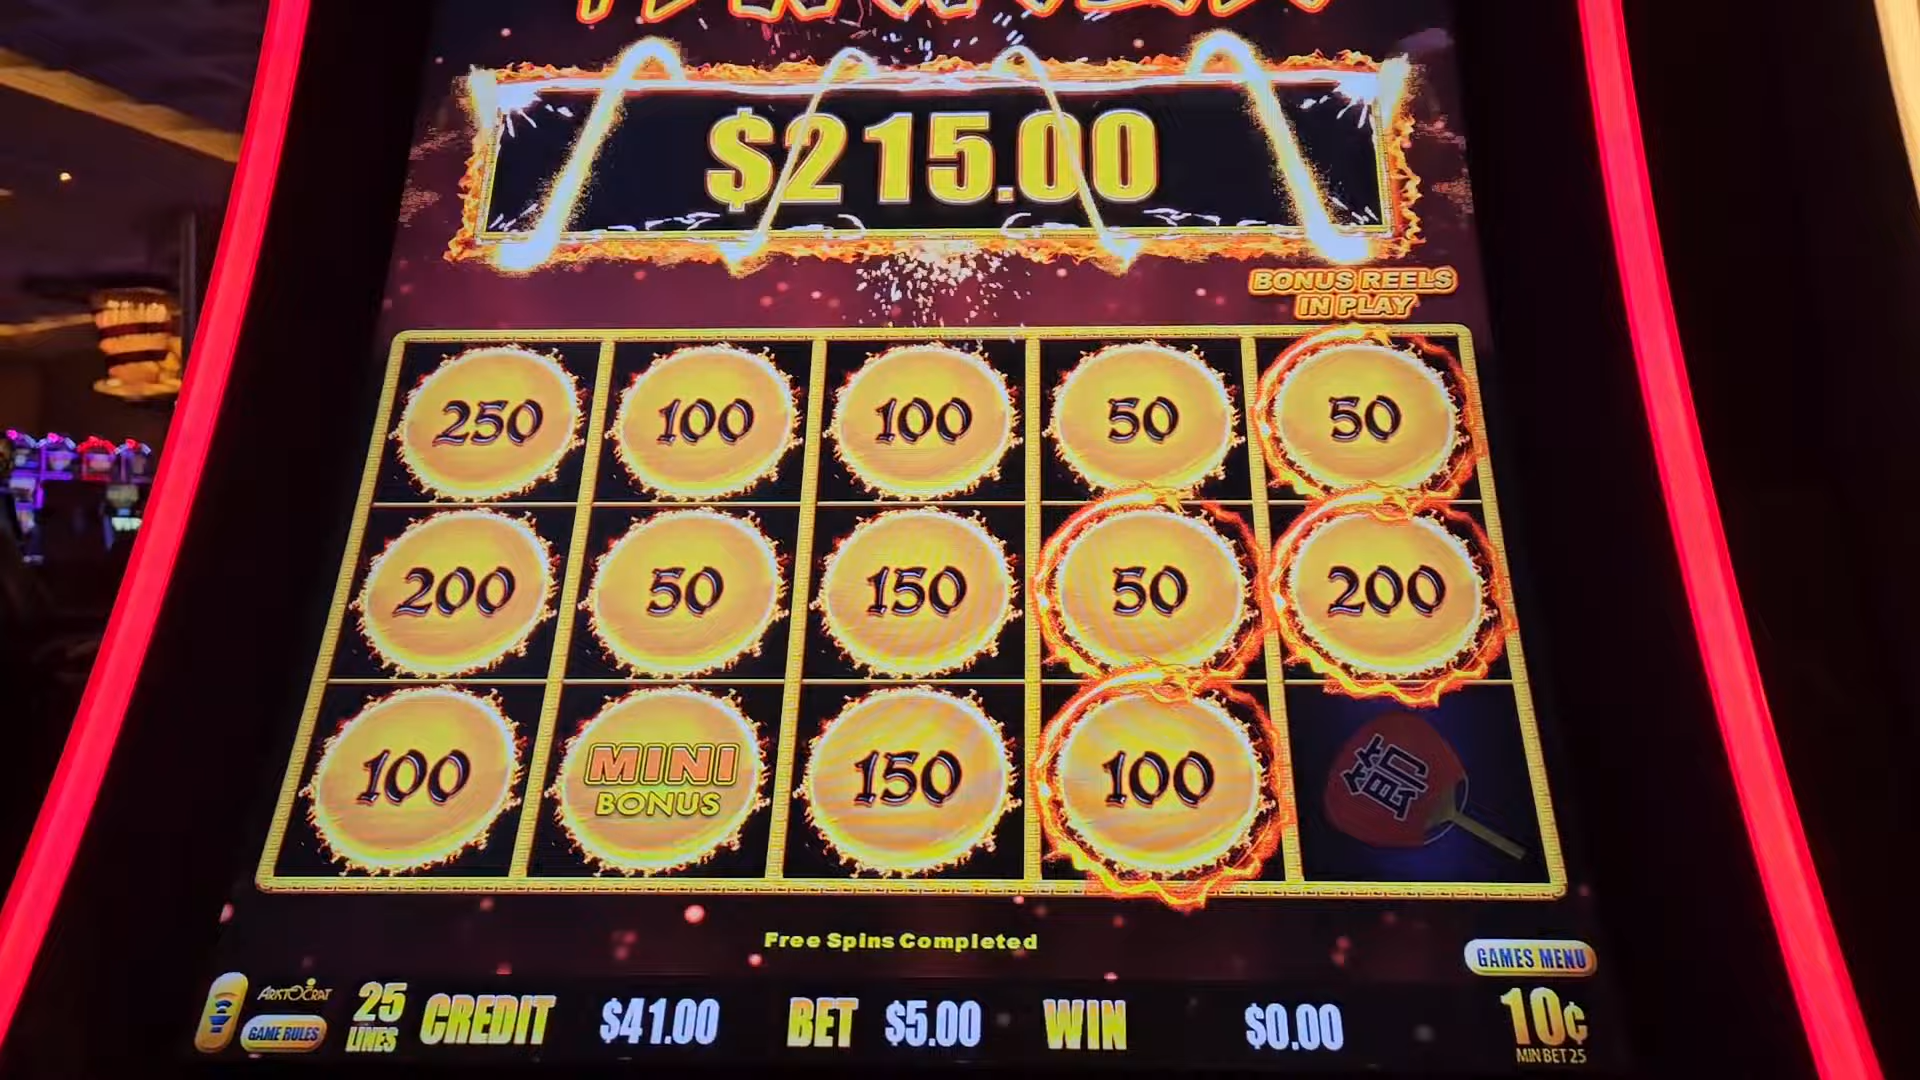 $215.00
BONUS REELS
IN PLAY
250 100 100 50 50
200 50 150 50 200
100 MINI BONUS 150 100
Free Spins Completed
GAMES MENU
ARISTOCRAT
GAME RULES
25 LINES
CREDIT $41.00
BET $5.00
WIN $0.00
10¢
MIN BET 25